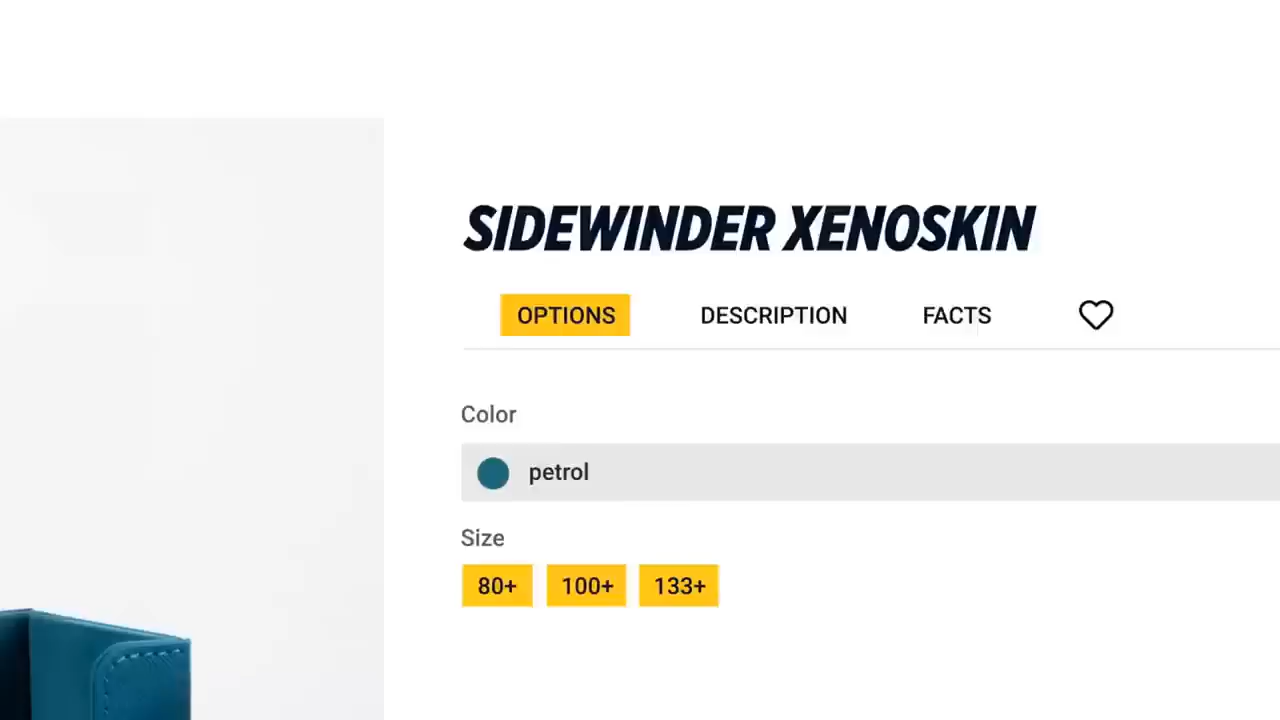 SIDEWINDER XENOSKIN
OPTIONS DESCRIPTION FACTS
Color
petrol
Size
80+ 100+ 133+